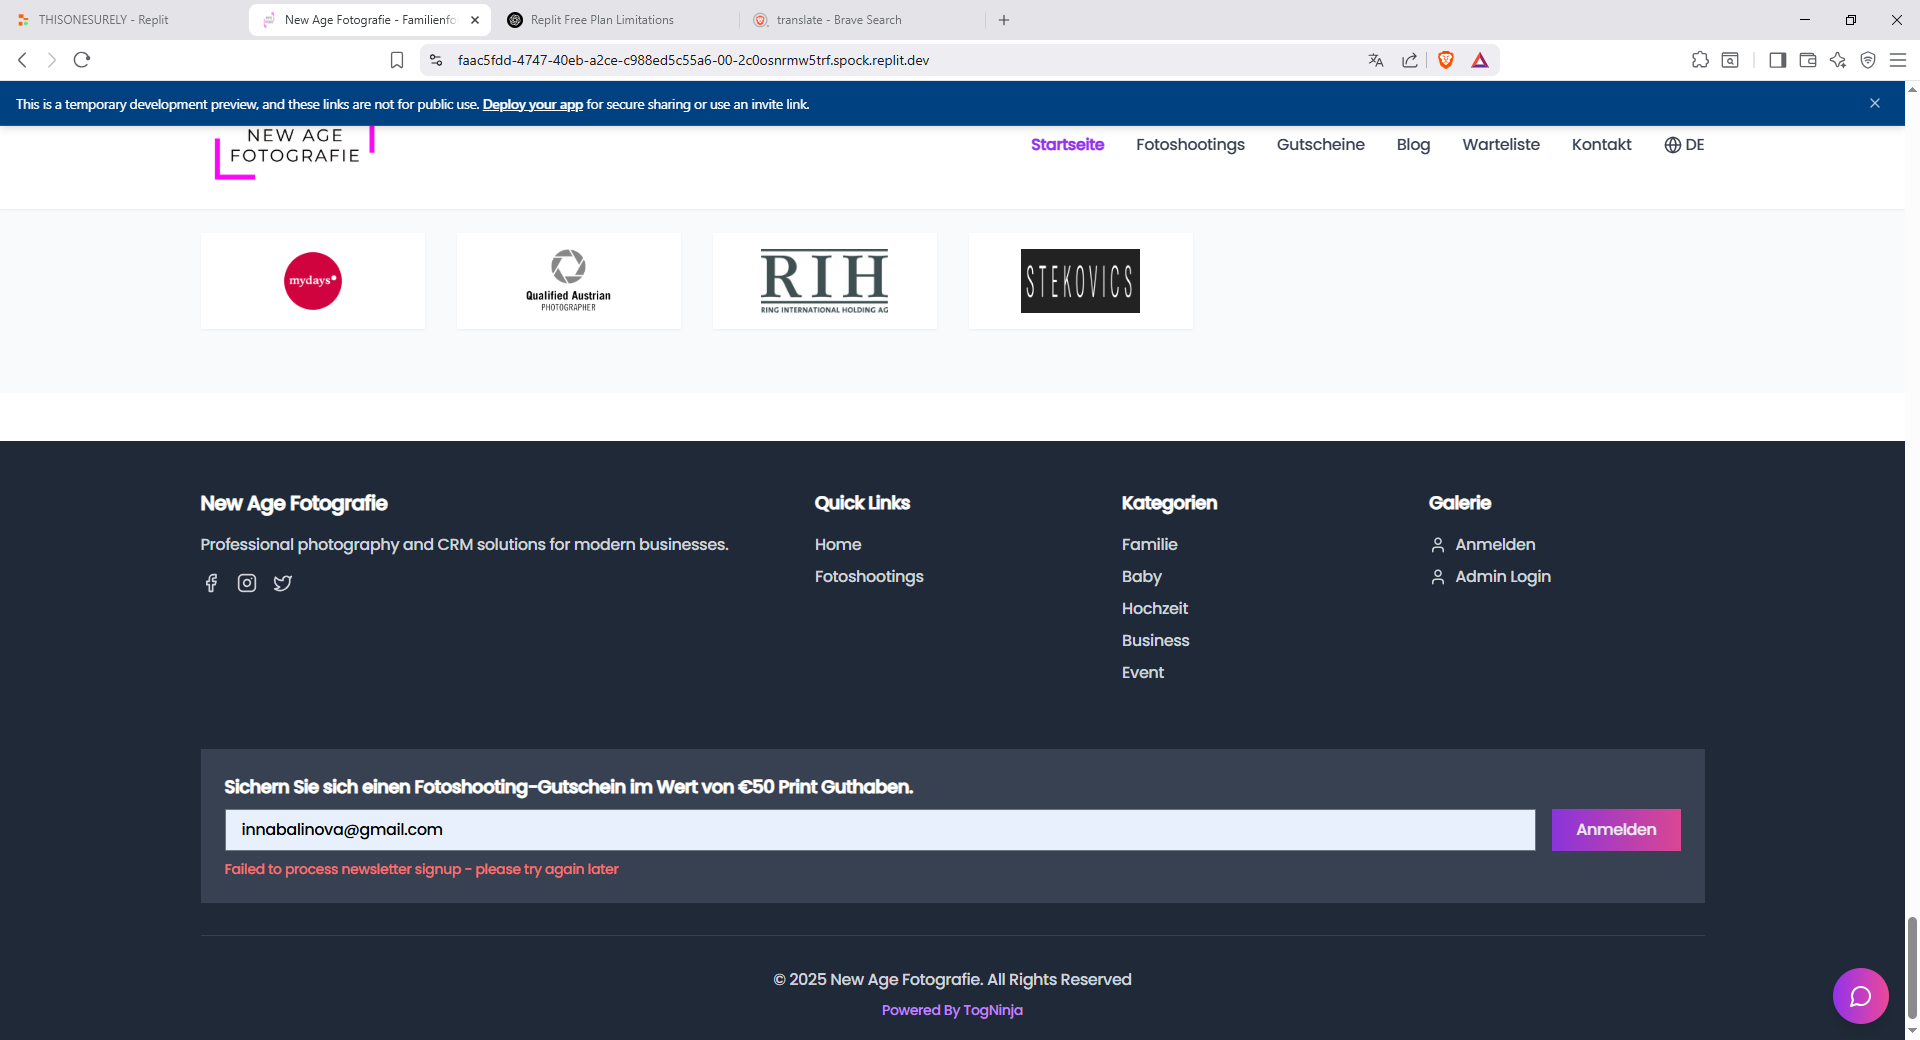 THISONESURELY - Replit
New Age Fotografie - Familienfo
Replit Free Plan Limitations
translate - Brave Search
faac5fdd-4747-40eb-a2ce-c988ed5c55a6-00-2c0osnrmw5trf.spock.replit.dev
This is a temporary development preview, and these links are not for public use. Deploy your app for secure sharing or use an invite link.
NEW AGE
FOTOGRAFIE
Startseite
Fotoshootings
Gutscheine
Blog
Warteliste
Kontakt
DE
mydays
Qualified Austrian
PHOTOGRAPHER
RIH
RING INTERNATIONAL HOLDING AG
STEKOVICS
New Age Fotografie
Professional photography and CRM solutions for modern businesses.
Quick Links
Home
Fotoshootings
Kategorien
Familie
Baby
Hochzeit
Business
Event
Galerie
Anmelden
Admin Login
Sichern Sie sich einen Fotoshooting-Gutschein im Wert von €50 Print Guthaben.
innabalinova@gmail.com
Anmelden
Failed to process newsletter signup - please try again later
© 2025 New Age Fotografie. All Rights Reserved
Powered By TogNinja